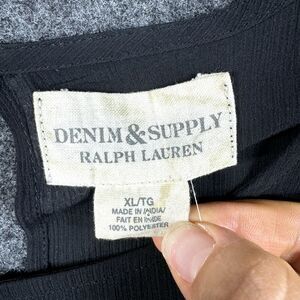 DENIM & SUPPLY
RALPH LAUREN
XL/TG
MADE IN INDIA/
FAIT EN INDE
100% POLYESTER